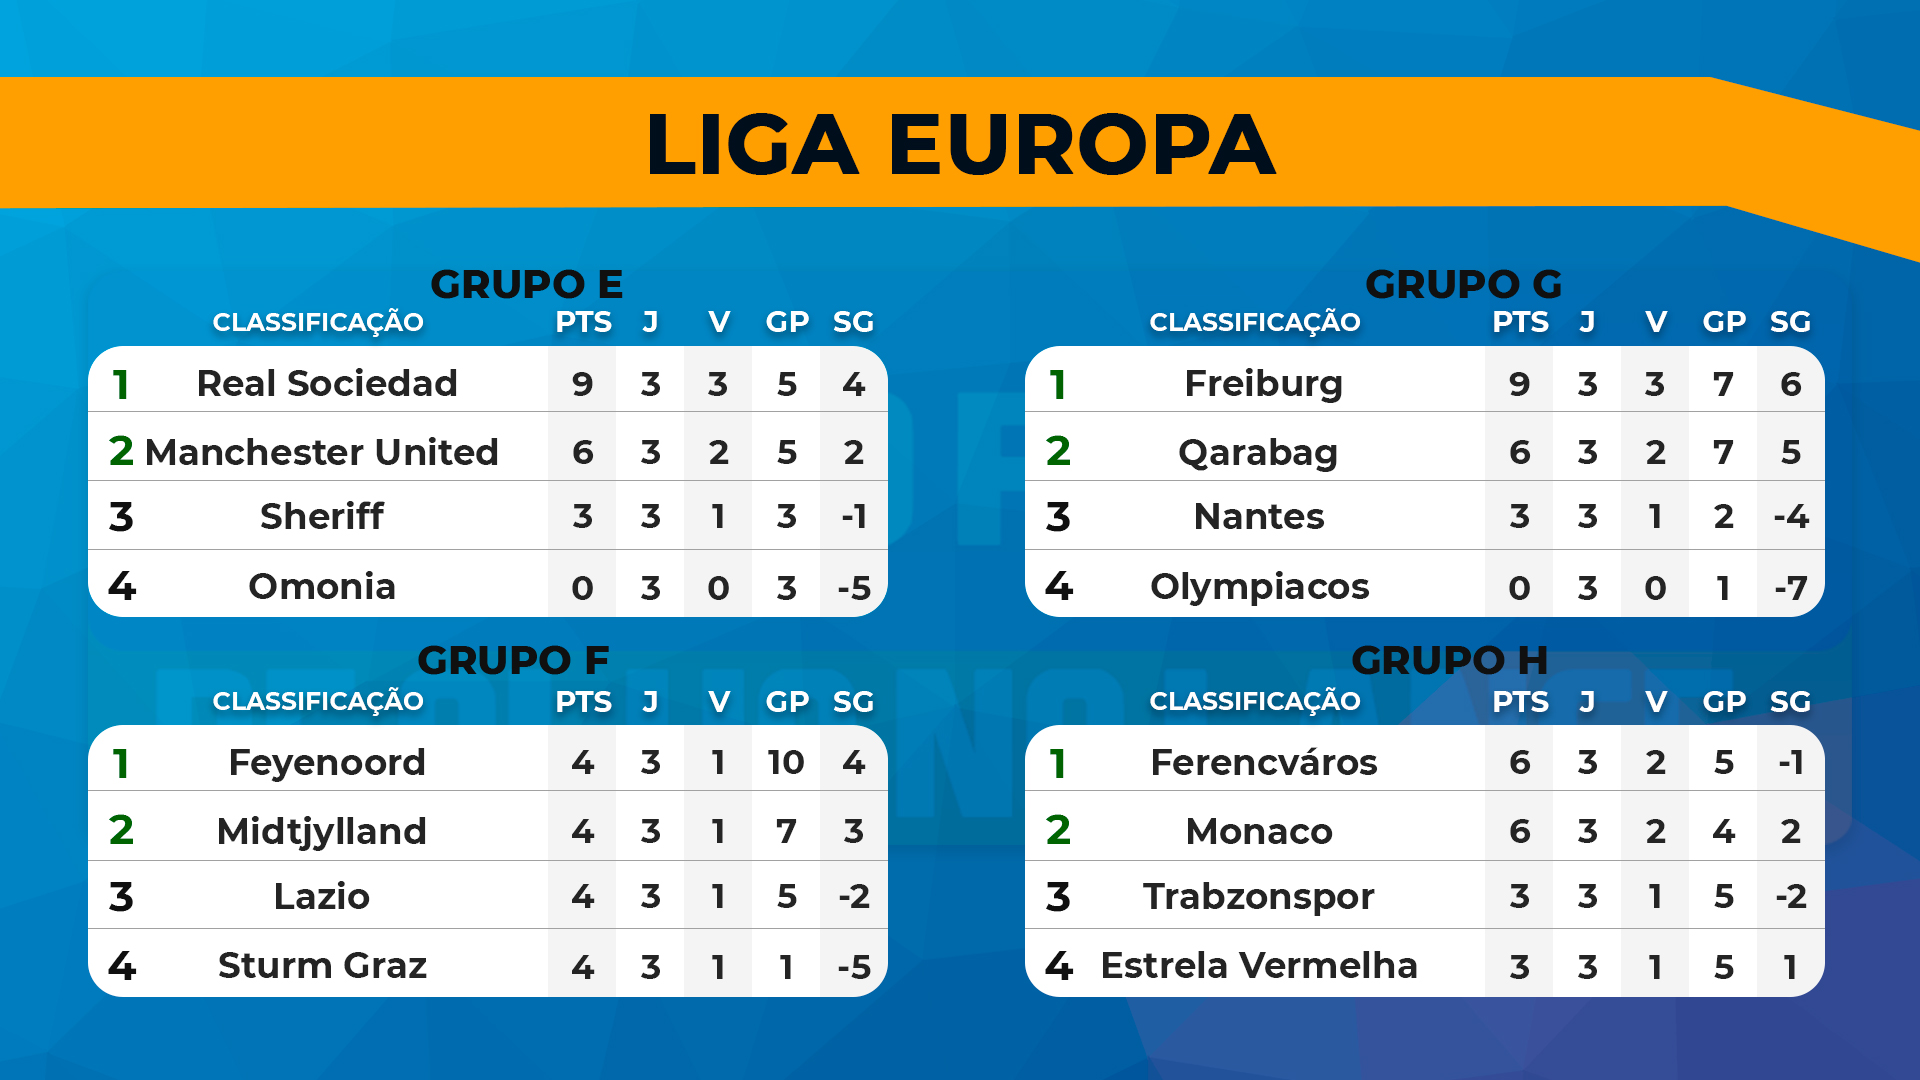 LIGA EUROPA
GRUPO E
CLASSIFICAÇÃO PTS J V GP SG
1 Real Sociedad 9 3 3 5 4
2 Manchester United 6 3 2 5 2
3 Sheriff 3 3 1 3 -1
4 Omonia 0 3 0 3 -5
GRUPO G
CLASSIFICAÇÃO PTS J V GP SG
1 Freiburg 9 3 3 7 6
2 Qarabag 6 3 2 7 5
3 Nantes 3 3 1 2 -4
4 Olympiacos 0 3 0 1 -7
GRUPO F
CLASSIFICAÇÃO PTS J V GP SG
1 Feyenoord 4 3 1 10 4
2 Midtjylland 4 3 1 7 3
3 Lazio 4 3 1 5 -2
4 Sturm Graz 4 3 1 1 -5
GRUPO H
CLASSIFICAÇÃO PTS J V GP SG
1 Ferencváros 6 3 2 5 -1
2 Monaco 6 3 2 4 2
3 Trabzonspor 3 3 1 5 -2
4 Estrela Vermelha 3 3 1 5 1